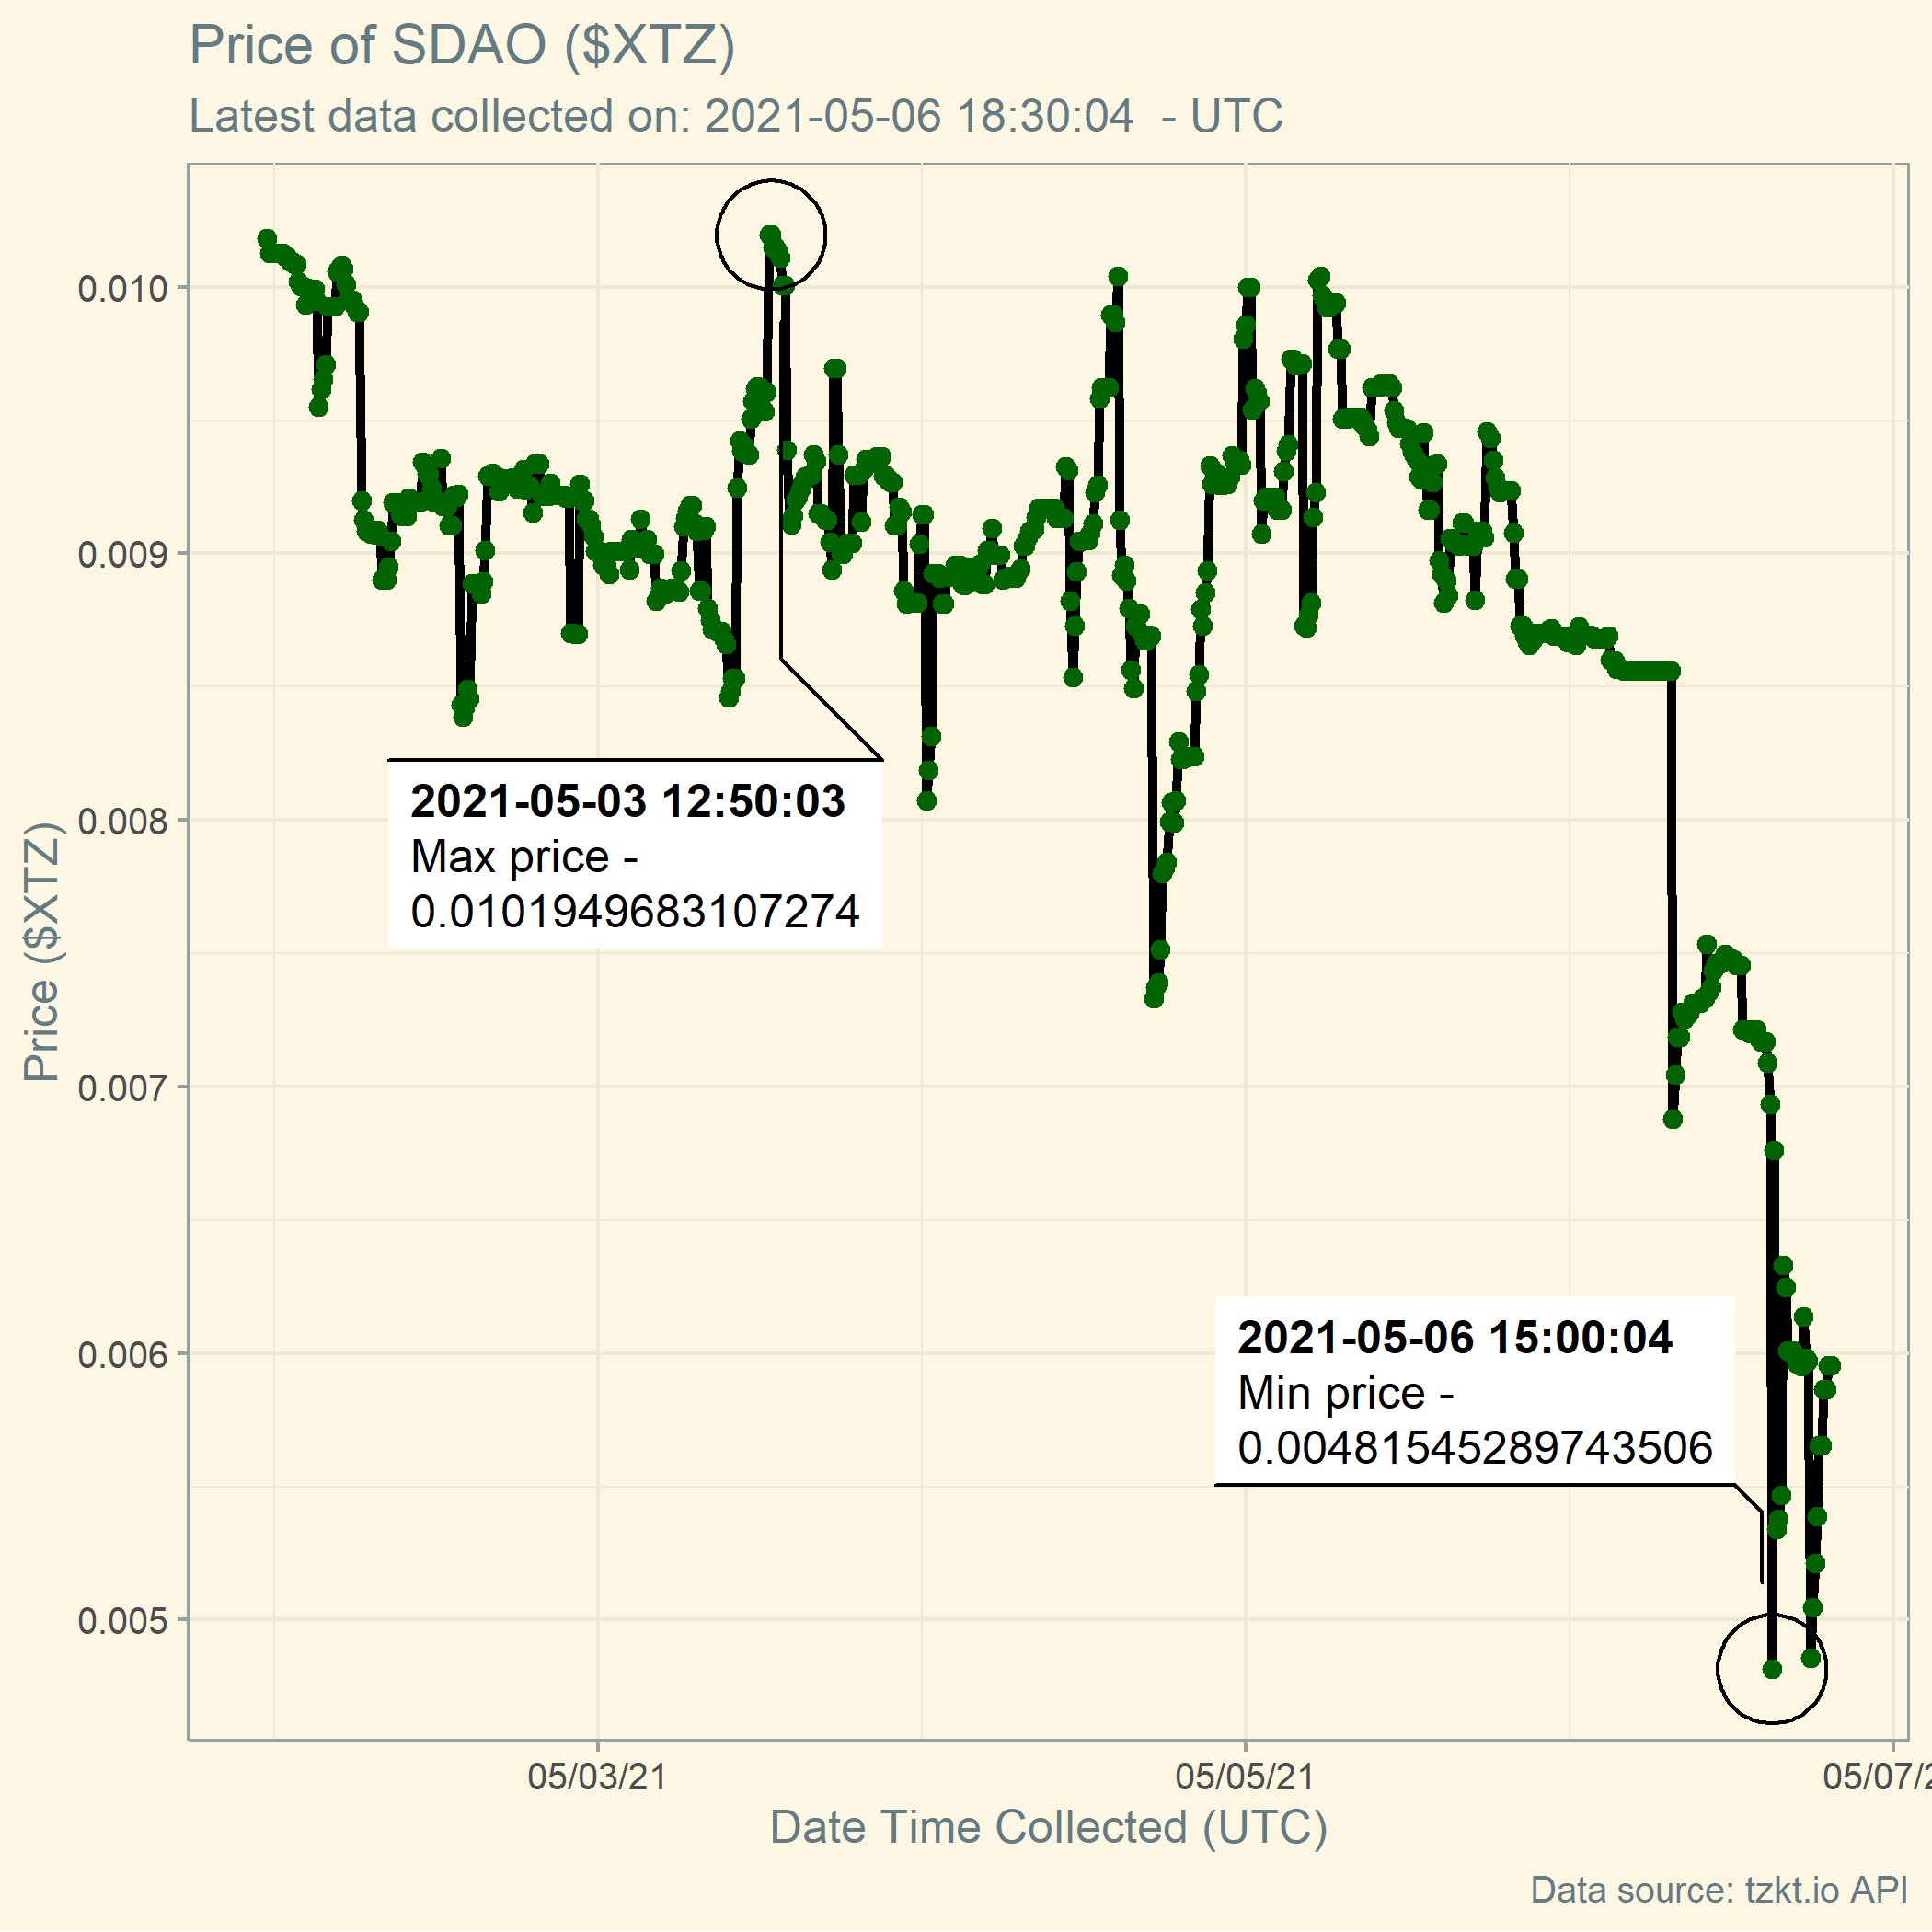 Price of SDAO ($XTZ)
Latest data collected on: 2021-05-06 18:30:04  - UTC
Price ($XTZ)
0.010
0.009
0.008
0.007
0.006
0.005
2021-05-03 12:50:03
Max price -
0.0101949683107274
2021-05-06 15:00:04
Min price -
0.00481545289743506
05/03/21
05/05/21
05/07/2
Date Time Collected (UTC)
Data source: tzkt.io API